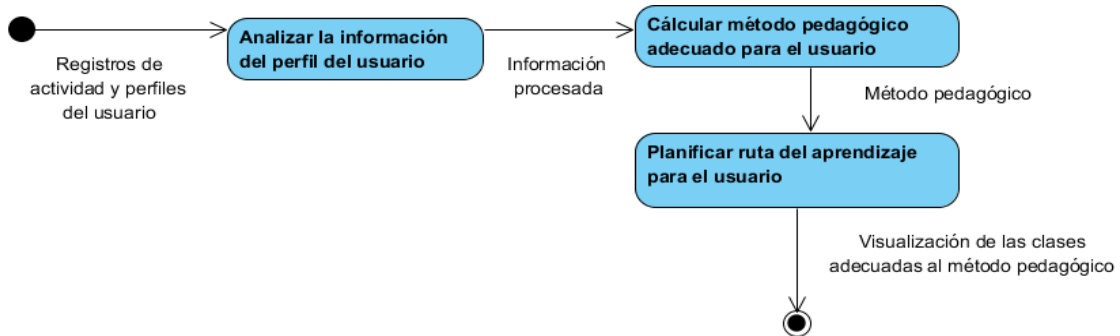 Analizar la información
del perfil del usuario
Cálcular método pedagógico
adecuado para el usuario
Registros de
actividad y perfiles
del usuario
Información
procesada
Método pedagógico
Planificar ruta del aprendizaje
para el usuario
Visualización de las clases
adecuadas al método pedagógico